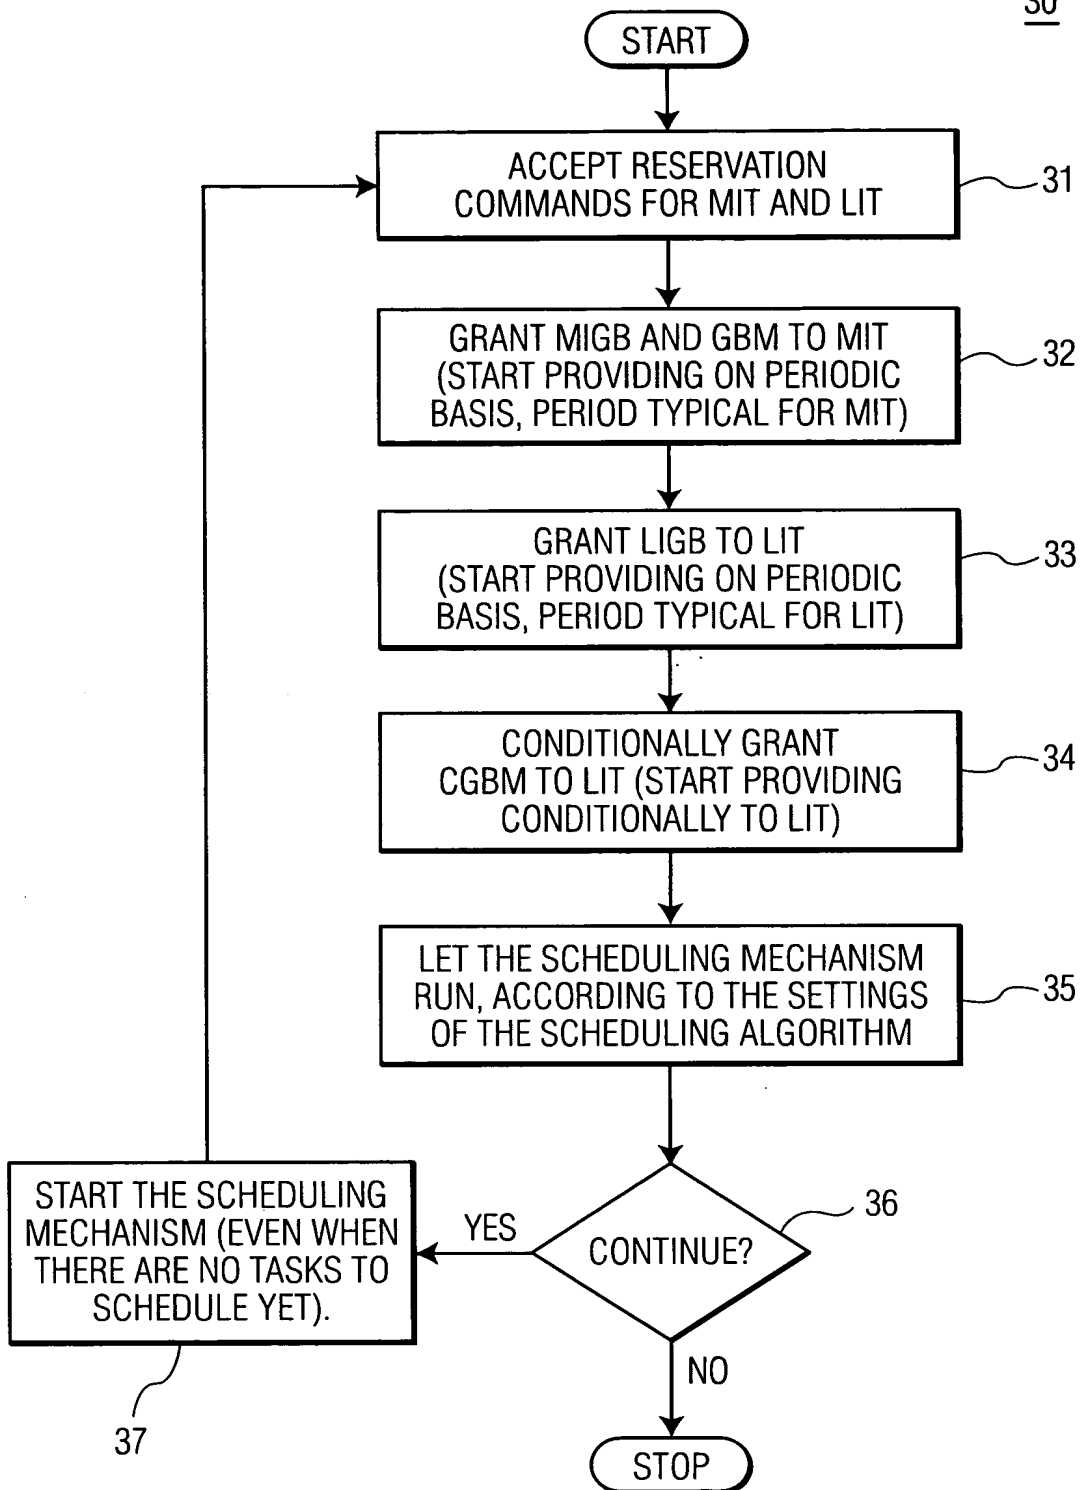 30
START
ACCEPT RESERVATION
COMMANDS FOR MIT AND LIT
31
GRANT MIGB AND GBM TO MIT
(START PROVIDING ON PERIODIC
BASIS, PERIOD TYPICAL FOR MIT)
32
GRANT LIGB TO LIT
(START PROVIDING ON PERIODIC
BASIS, PERIOD TYPICAL FOR LIT)
33
CONDITIONALLY GRANT
CGBM TO LIT (START PROVIDING
CONDITIONALLY TO LIT)
34
LET THE SCHEDULING MECHANISM
RUN, ACCORDING TO THE SETTINGS
OF THE SCHEDULING ALGORITHM
35
CONTINUE?
36
YES
START THE SCHEDULING
MECHANISM (EVEN WHEN
THERE ARE NO TASKS TO
SCHEDULE YET).
37
NO
STOP